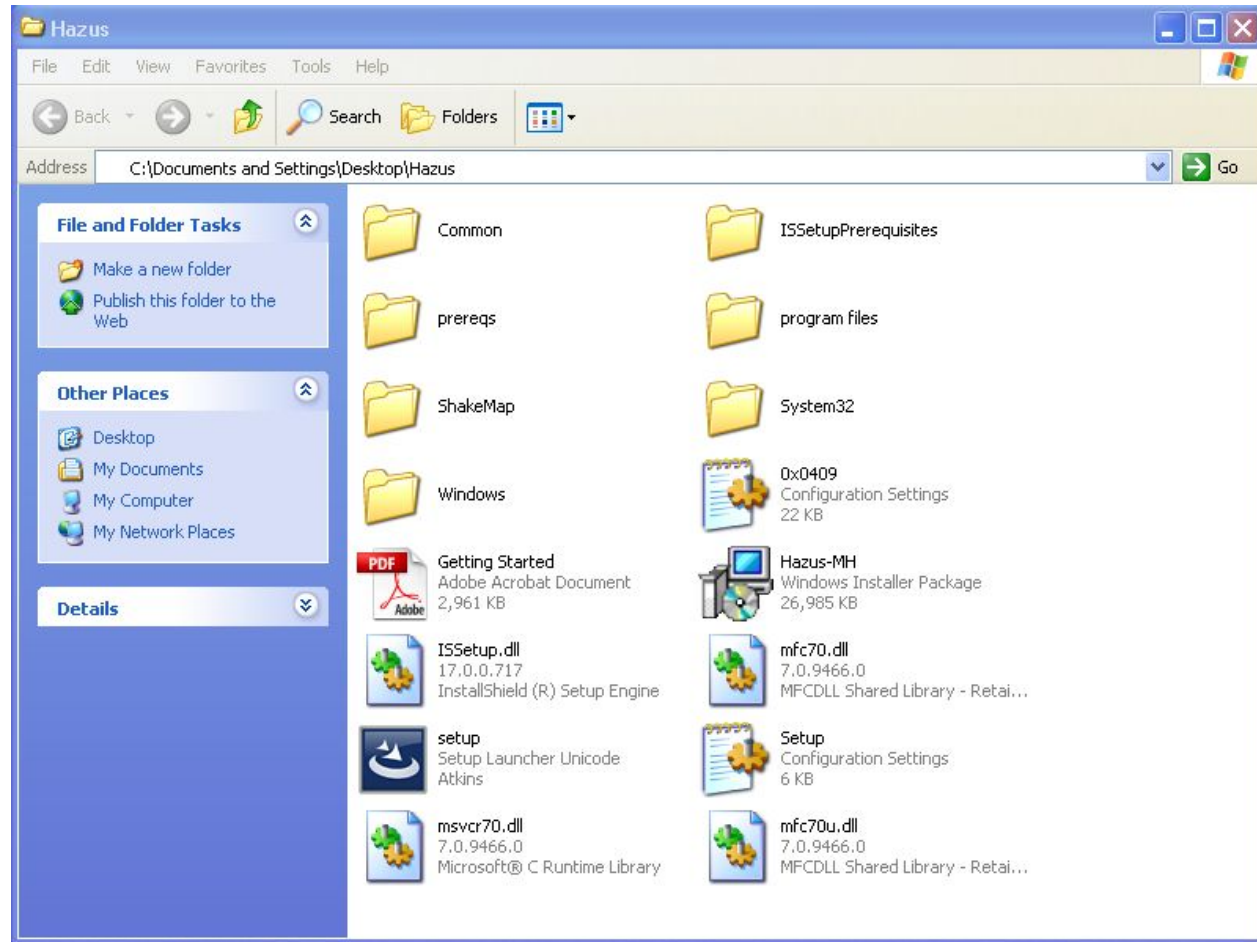 Hazus
File Edit View Favorites Tools Help
Back Search Folders
Address C:\Documents and Settings\Desktop\Hazus Go
File and Folder Tasks
Make a new folder
Publish this folder to the
Web
Other Places
Desktop
My Documents
My Computer
My Network Places
Details
Common
ISSetupPrerequisites
prereqs
program files
ShakeMap
System32
Windows
0x0409
Configuration Settings
22 KB
PDF
Adobe
Getting Started
Adobe Acrobat Document
2,961 KB
Hazus-MH
Windows Installer Package
26,985 KB
ISSetup.dll
17.0.0.717
InstallShield (R) Setup Engine
mfc70.dll
7.0.9466.0
MFCDLL Shared Library - Retai...
setup
Setup Launcher Unicode
Atkins
Setup
Configuration Settings
6 KB
msvcr70.dll
7.0.9466.0
Microsoft® C Runtime Library
mfc70u.dll
7.0.9466.0
MFCDLL Shared Library - Retai...